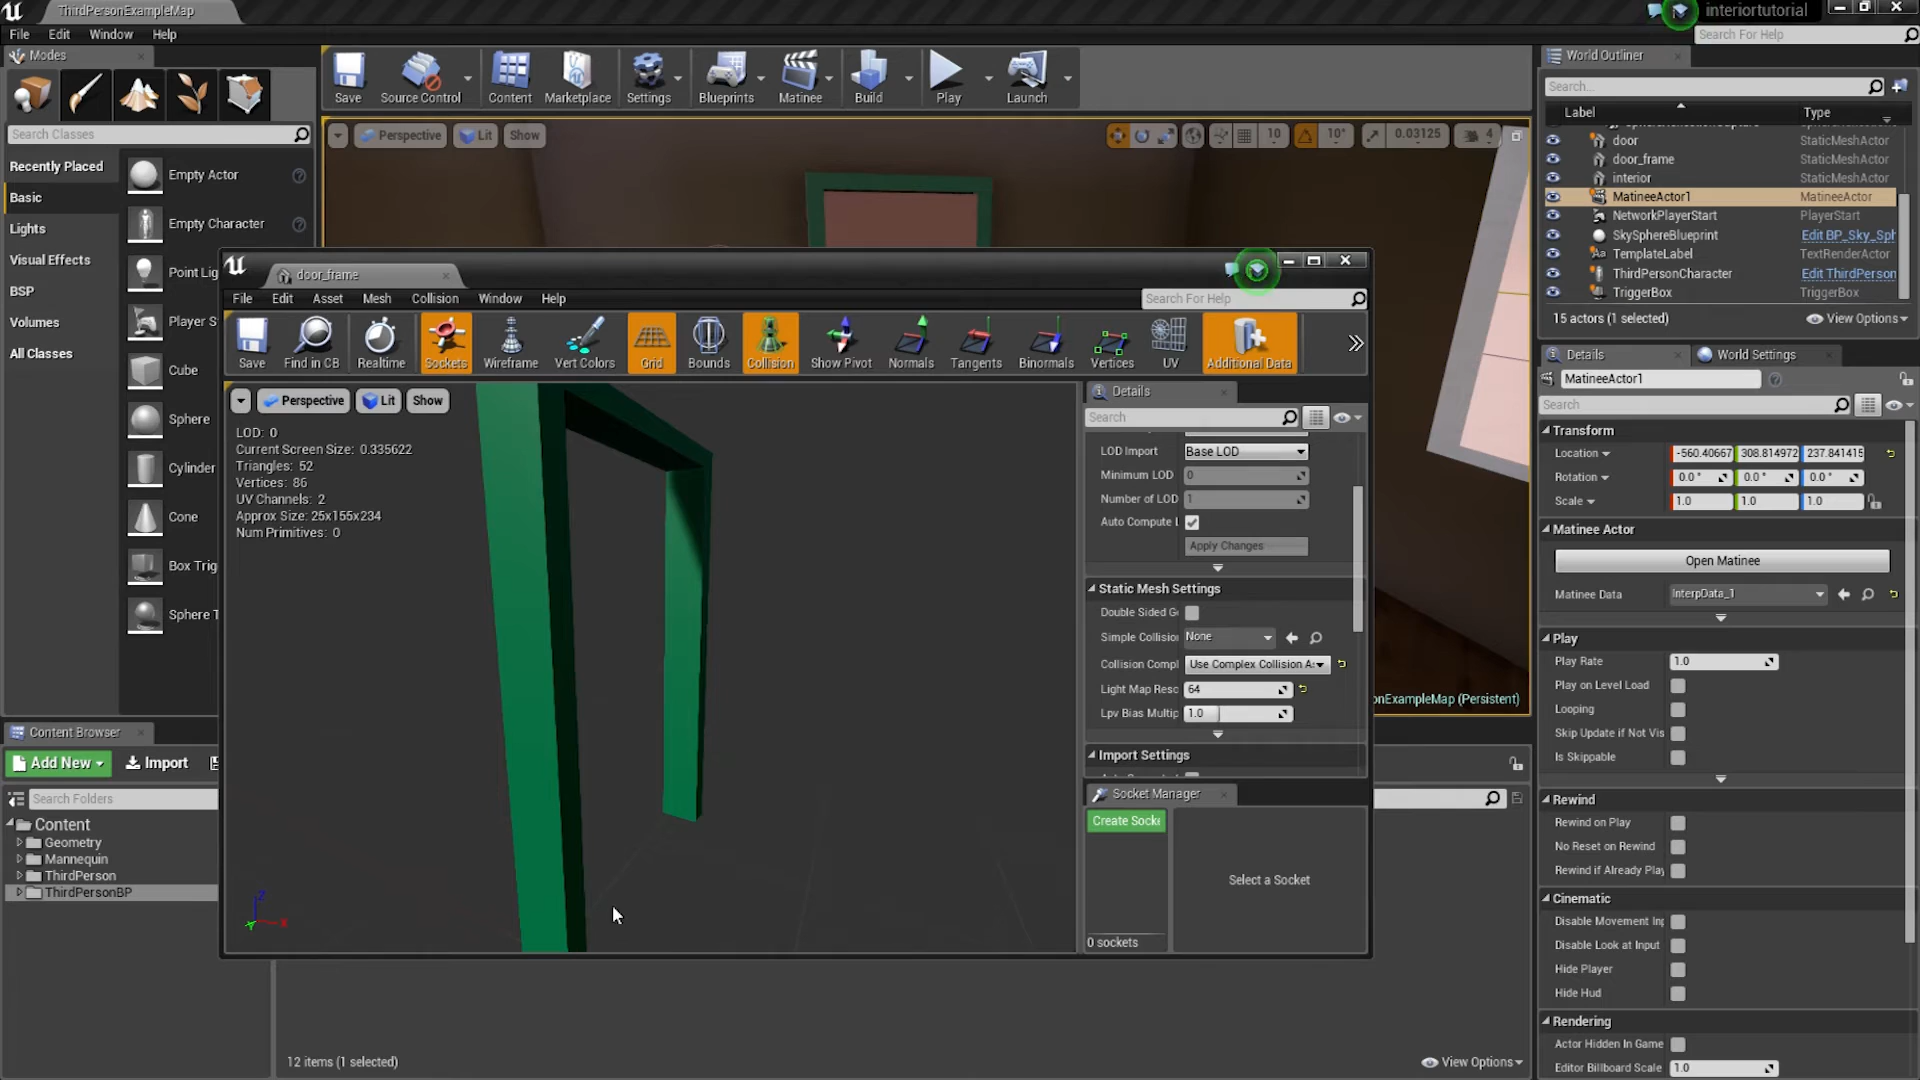 ThirdPersonExampleMap
interiortutorial
File Edit Window Help
Search For Help
Modes
Search Classes
Recently Placed
Basic
Lights
Visual Effects
BSP
Volumes
All Classes
Empty Actor
Empty Character
Point Lig
Player S
Cube
Sphere
Cylinder
Cone
Box Trig
Sphere T
Save Source Control Content Marketplace Settings Blueprints Matinee Build Play Launch
Perspective Lit Show
10 10° 0.03125 4
onExampleMap (Persistent)
door_frame
File Edit Asset Mesh Collision Window Help
Search For Help
Save Find in CB Realtime Sockets Wireframe Vert Colors Grid Bounds Collision Show Pivot Normals Tangents Binormals Vertices UV Additional Data
Perspective Lit Show
LOD: 0
Current Screen Size: 0.335622
Triangles: 52
Vertices: 86
UV Channels: 2
Approx Size: 25x155x234
Num Primitives: 0
Z
X
Details
Search
LOD Import Base LOD
Minimum LOD 0
Number of LOD 1
Auto Compute L
Apply Changes
Static Mesh Settings
Double Sided Ge
Simple Collision None
Collision Compl Use Complex Collision A:
Light Map Reso 64
Lpv Bias Multip 1.0
Import Settings
Socket Manager
Create Socke
Select a Socket
0 sockets
World Outliner
Search...
Label Type
door StaticMeshActor
door_frame StaticMeshActor
interior StaticMeshActor
MatineeActor1 MatineeActor
NetworkPlayerStart PlayerStart
SkySphereBlueprint Edit BP_Sky_Sph
TemplateLabel TextRenderActor
ThirdPersonCharacter Edit ThirdPerson
TriggerBox TriggerBox
15 actors (1 selected) View Options
Details World Settings
MatineeActor1
Search
Transform
Location -560.40667 308.814972 237.841415
Rotation 0.0 ° 0.0 ° 0.0 °
Scale 1.0 1.0 1.0
Matinee Actor
Open Matinee
Matinee Data InterpData_1
Play
Play Rate 1.0
Play on Level Load
Looping
Skip Update if Not Vis
Is Skippable
Rewind
Rewind on Play
No Reset on Rewind
Rewind if Already Play
Cinematic
Disable Movement Inp
Disable Look at Input
Hide Player
Hide Hud
Rendering
Actor Hidden In Game
Editor Billboard Scale 1.0
Content Browser
Add New Import
Search Folders
Content
Geometry
Mannequin
ThirdPerson
ThirdPersonBP
12 items (1 selected)
View Options